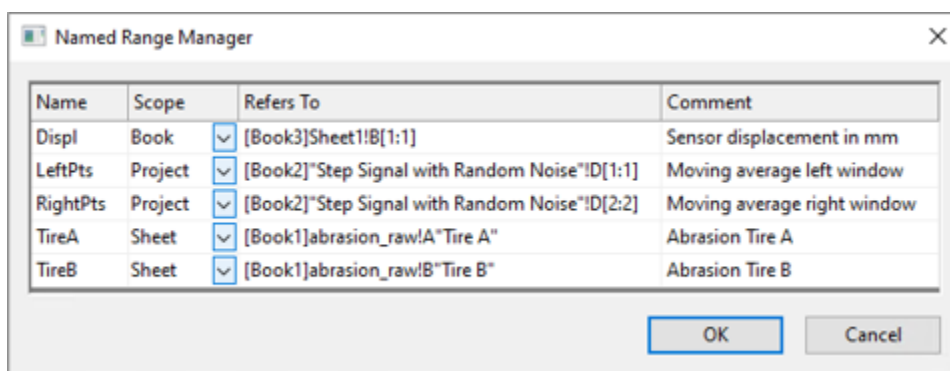 Named Range Manager
Name Scope Refers To Comment
Displ Book [Book3]Sheet1!B[1:1] Sensor displacement in mm
LeftPts Project [Book2]"Step Signal with Random Noise"!D[1:1] Moving average left window
RightPts Project [Book2]"Step Signal with Random Noise"!D[2:2] Moving average right window
TireA Sheet [Book1]abrasion_raw!A"Tire A" Abrasion Tire A
TireB Sheet [Book1]abrasion_raw!B"Tire B" Abrasion Tire B
OK Cancel